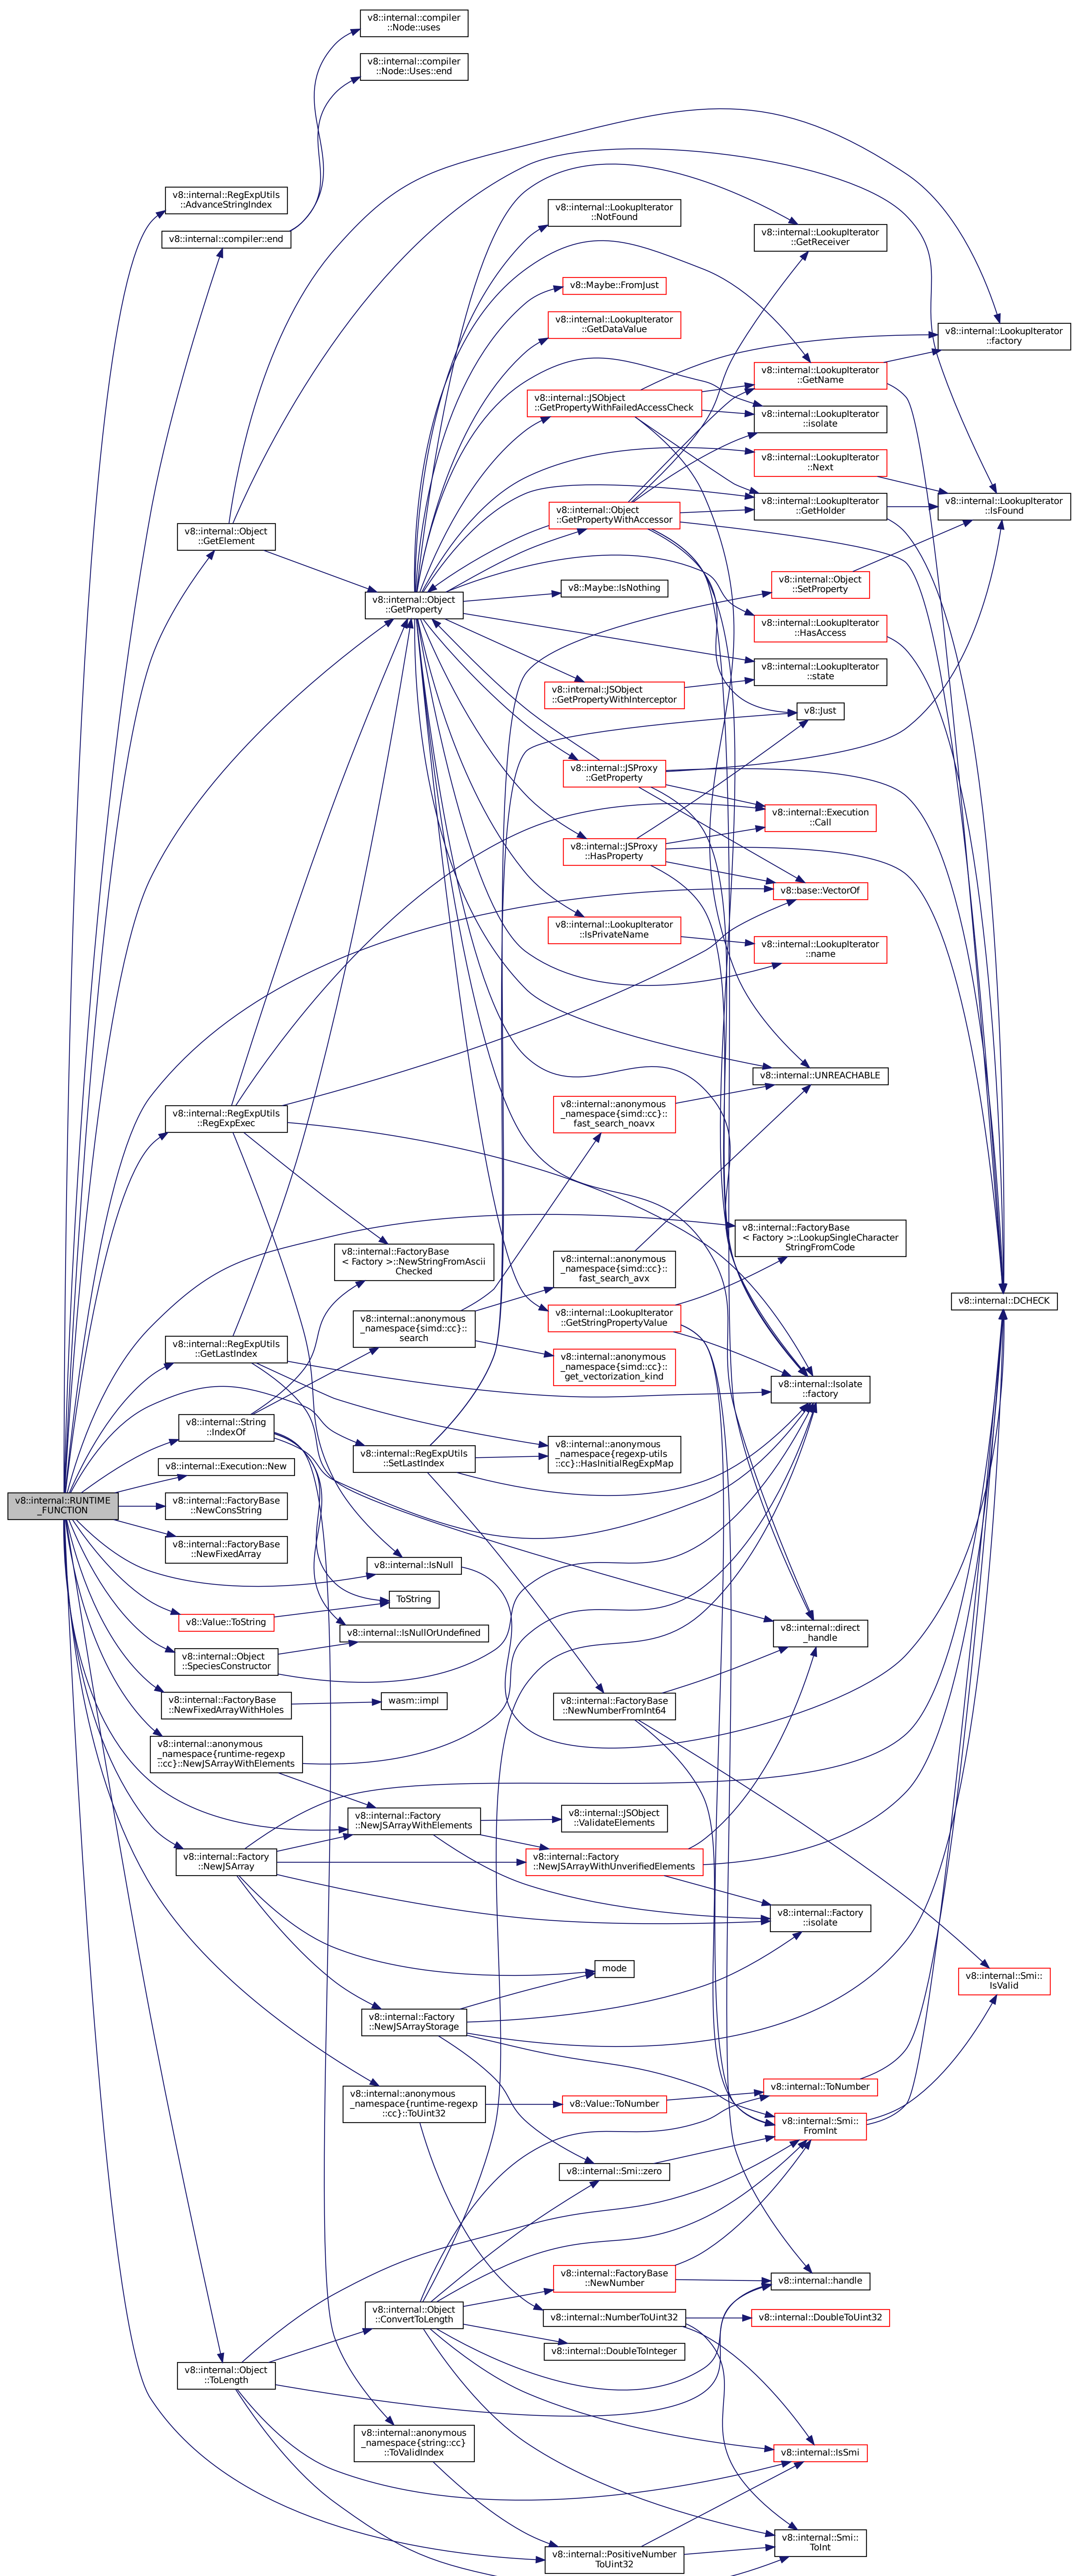 v8::internal::compiler
::Node::uses
v8::internal::compiler
::Node::Uses::end
v8::internal::RegExpUtils
::AdvanceStringIndex
v8::internal::compiler::end
v8::internal::LookupIterator
::NotFound
v8::internal::LookupIterator
::GetReceiver
v8::Maybe::FromJust
v8::internal::LookupIterator
::GetDataValue
v8::internal::LookupIterator
::factory
v8::internal::LookupIterator
::GetName
v8::internal::JSObject
::GetPropertyWithFailedAccessCheck
v8::internal::LookupIterator
::isolate
v8::internal::LookupIterator
::Next
v8::internal::LookupIterator
::GetHolder
v8::internal::LookupIterator
::IsFound
v8::internal::Object
::GetPropertyWithAccessor
v8::internal::Object
::GetElement
v8::internal::Object
::GetProperty
v8::Maybe::IsNothing
v8::internal::Object
::SetProperty
v8::internal::LookupIterator
::HasAccess
v8::internal::LookupIterator
::state
v8::internal::JSObject
::GetPropertyWithInterceptor
v8::Just
v8::internal::JSProxy
::GetProperty
v8::internal::Execution
::Call
v8::internal::JSProxy
::HasProperty
v8::base::VectorOf
v8::internal::LookupIterator
::IsPrivateName
v8::internal::LookupIterator
::name
v8::internal::UNREACHABLE
v8::internal::RegExpUtils
::RegExpExec
v8::internal::anonymous
_namespace{simd::cc}::
fast_search_noavx
v8::internal::FactoryBase
< Factory >::LookupSingleCharacter
StringFromCode
v8::internal::FactoryBase
< Factory >::NewStringFromAscii
Checked
v8::internal::anonymous
_namespace{simd::cc}::
fast_search_avx
v8::internal::DCHECK
v8::internal::LookupIterator
::GetStringPropertyValue
v8::internal::anonymous
_namespace{simd::cc}::
search
v8::internal::RegExpUtils
::GetLastIndex
v8::internal::anonymous
_namespace{simd::cc}::
get_vectorization_kind
v8::internal::Isolate
::factory
v8::internal::String
::IndexOf
v8::internal::RegExpUtils
::SetLastIndex
v8::internal::anonymous
_namespace{regexp-utils
::cc}::HasInitialRegExpMap
v8::internal::Execution::New
v8::internal::RUNTIME
_FUNCTION
v8::internal::FactoryBase
::NewConsString
v8::internal::FactoryBase
::NewFixedArray
v8::internal::IsNull
ToString
v8::Value::ToString
v8::internal::IsNullOrUndefined
v8::internal::direct
_handle
v8::internal::Object
::SpeciesConstructor
v8::internal::FactoryBase
::NewFixedArrayWithHoles
wasm::impl
v8::internal::FactoryBase
::NewNumberFromInt64
v8::internal::anonymous
_namespace{runtime-regexp
::cc}::NewJSArrayWithElements
v8::internal::Factory
::NewJSArrayWithElements
v8::internal::JSObject
::ValidateElements
v8::internal::Factory
::NewJSArray
v8::internal::Factory
::NewJSArrayWithUnverifiedElements
v8::internal::Factory
::isolate
mode
v8::internal::Smi::
IsValid
v8::internal::Factory
::NewJSArrayStorage
v8::internal::ToNumber
v8::internal::anonymous
_namespace{runtime-regexp
::cc}::ToUint32
v8::Value::ToNumber
v8::internal::Smi::
FromInt
v8::internal::Smi::zero
v8::internal::FactoryBase
::NewNumber
v8::internal::handle
v8::internal::Object
::ConvertToLength
v8::internal::NumberToUint32
v8::internal::DoubleToUint32
v8::internal::DoubleToInteger
v8::internal::Object
::ToLength
v8::internal::anonymous
_namespace{string::cc}
::ToValidIndex
v8::internal::IsSmi
v8::internal::PositiveNumber
ToUint32
v8::internal::Smi::
ToInt